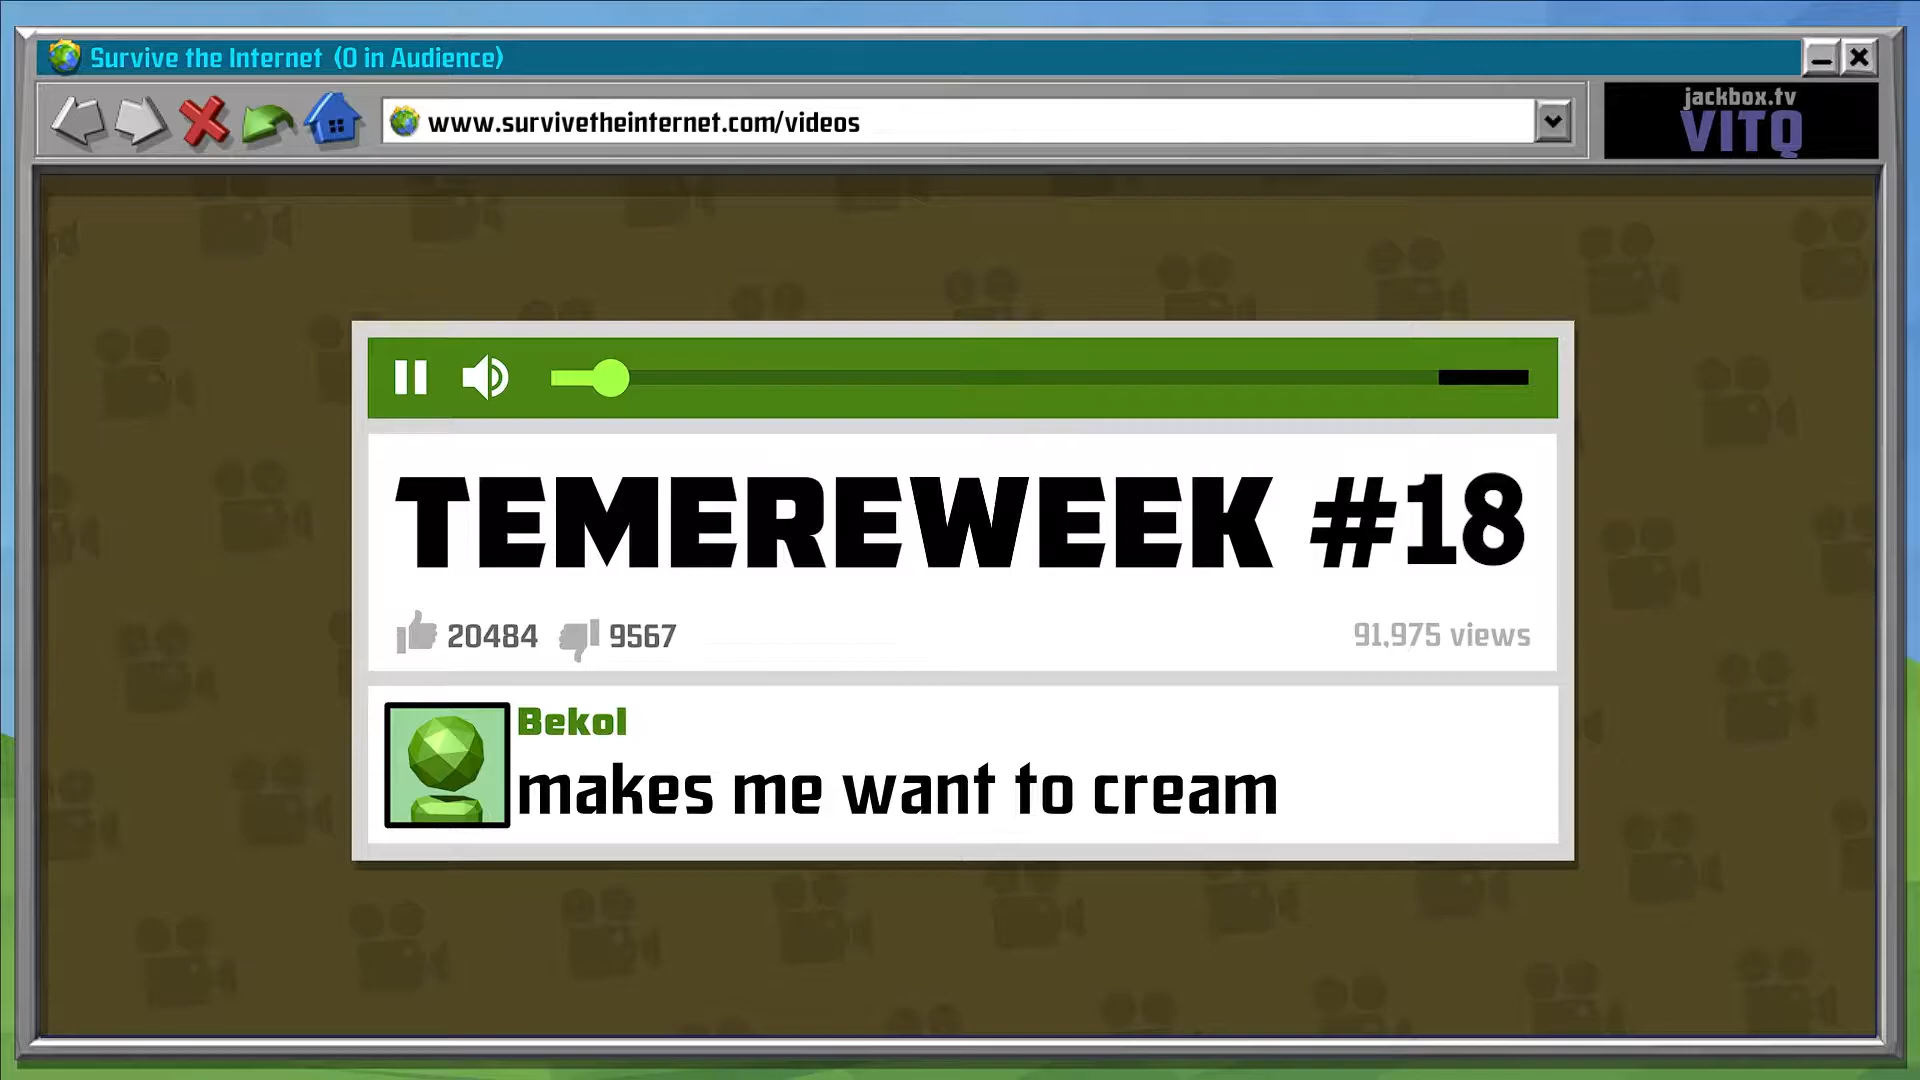 Survive the Internet (0 in Audience)
www.survivetheinternet.com/videos
jackbox.tv
VITQ
TEMEREWEEK #18
20484 9567 91,975 views
Bekol
makes me want to cream